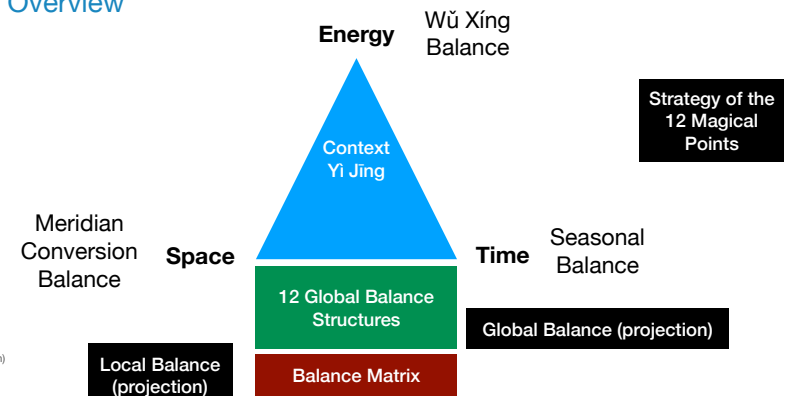 Overview
Energy
Wǔ Xíng
Balance
Strategy of the
12 Magical
Points
Context
Yì Jīng
Meridian
Conversion
Balance
Space
Time
Seasonal
Balance
12 Global Balance
Structures
Global Balance (projection)
Local Balance
(projection)
Balance Matrix